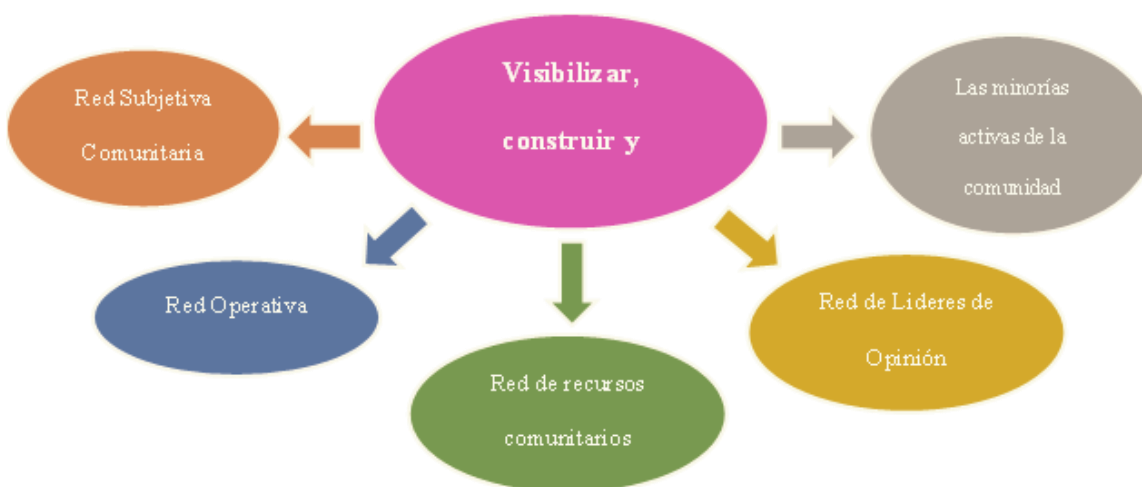 Visibilizar,
construir y
Red Subjetiva
Comunitaria
Las minorías
activas de la
comunidad
Red Operativa
Red de Lideres de
Opinión
Red de recursos
comunitarios